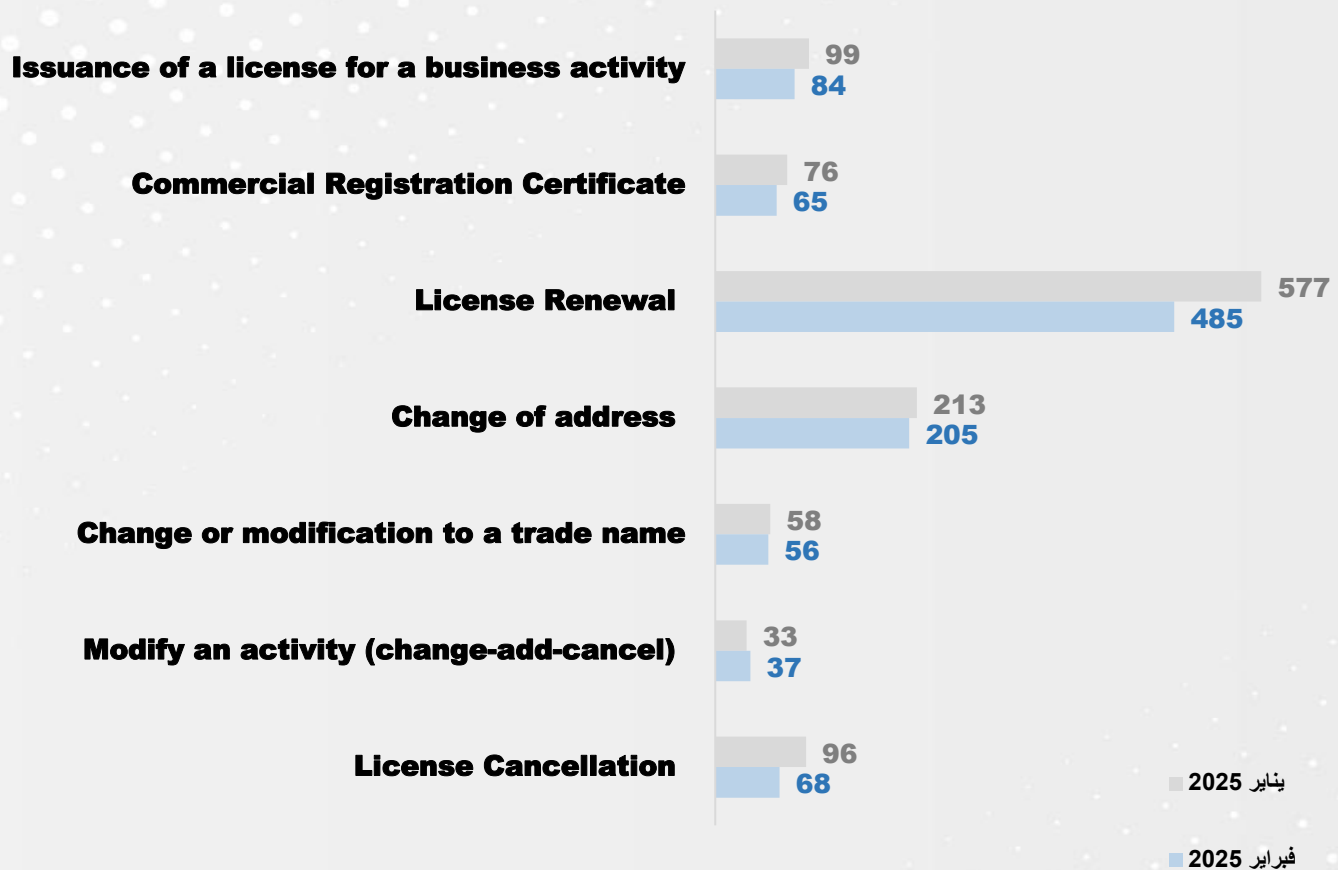 Issuance of a license for a business activity
99
84
Commercial Registration Certificate
76
65
License Renewal
577
485
Change of address
213
205
Change or modification to a trade name
58
56
Modify an activity (change-add-cancel)
33
37
License Cancellation
96
68
يناير 2025
فبراير 2025